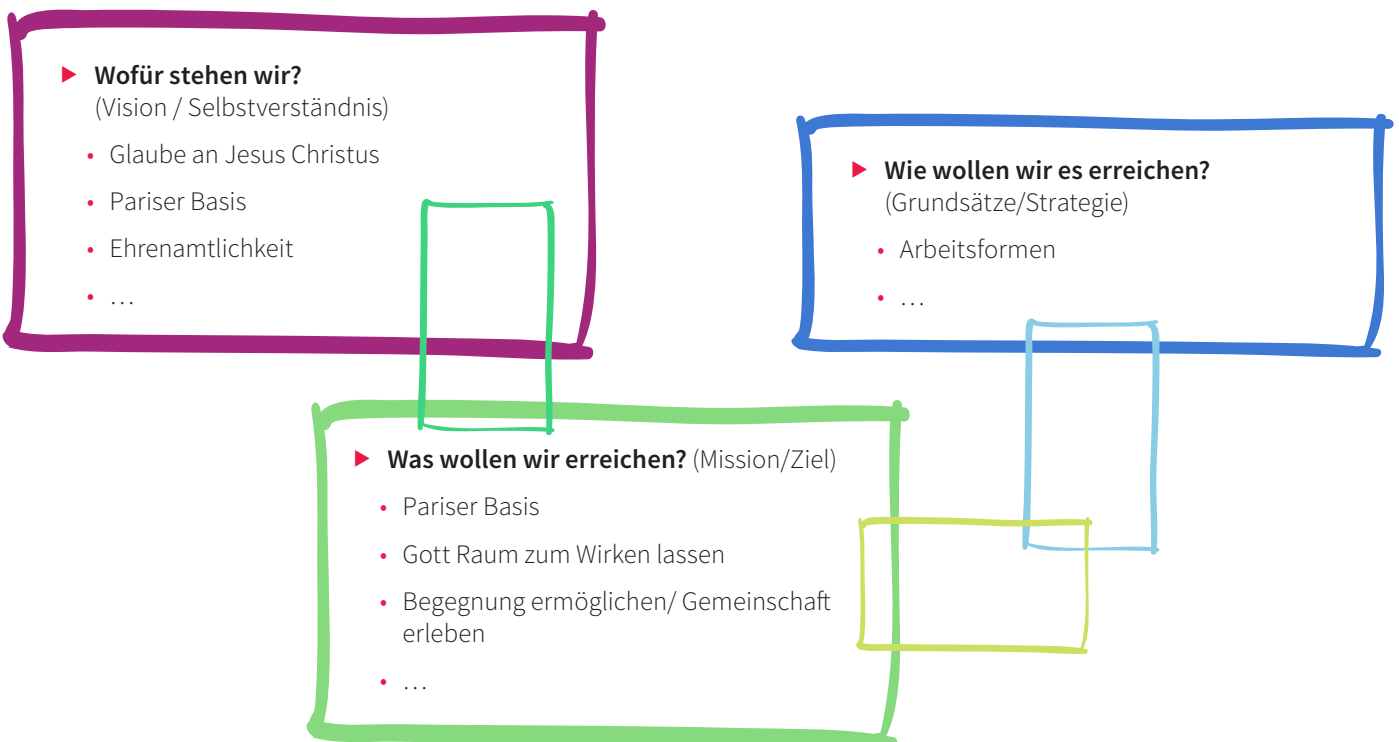 ▶ Wofür stehen wir?
(Vision / Selbstverständnis)
• Glaube an Jesus Christus
• Pariser Basis
• Ehrenamtlichkeit
• …
▶ Wie wollen wir es erreichen?
(Grundsätze/Strategie)
• Arbeitsformen
• …
▶ Was wollen wir erreichen? (Mission/Ziel)
• Pariser Basis
• Gott Raum zum Wirken lassen
• Begegnung ermöglichen/ Gemeinschaft
erleben
• …